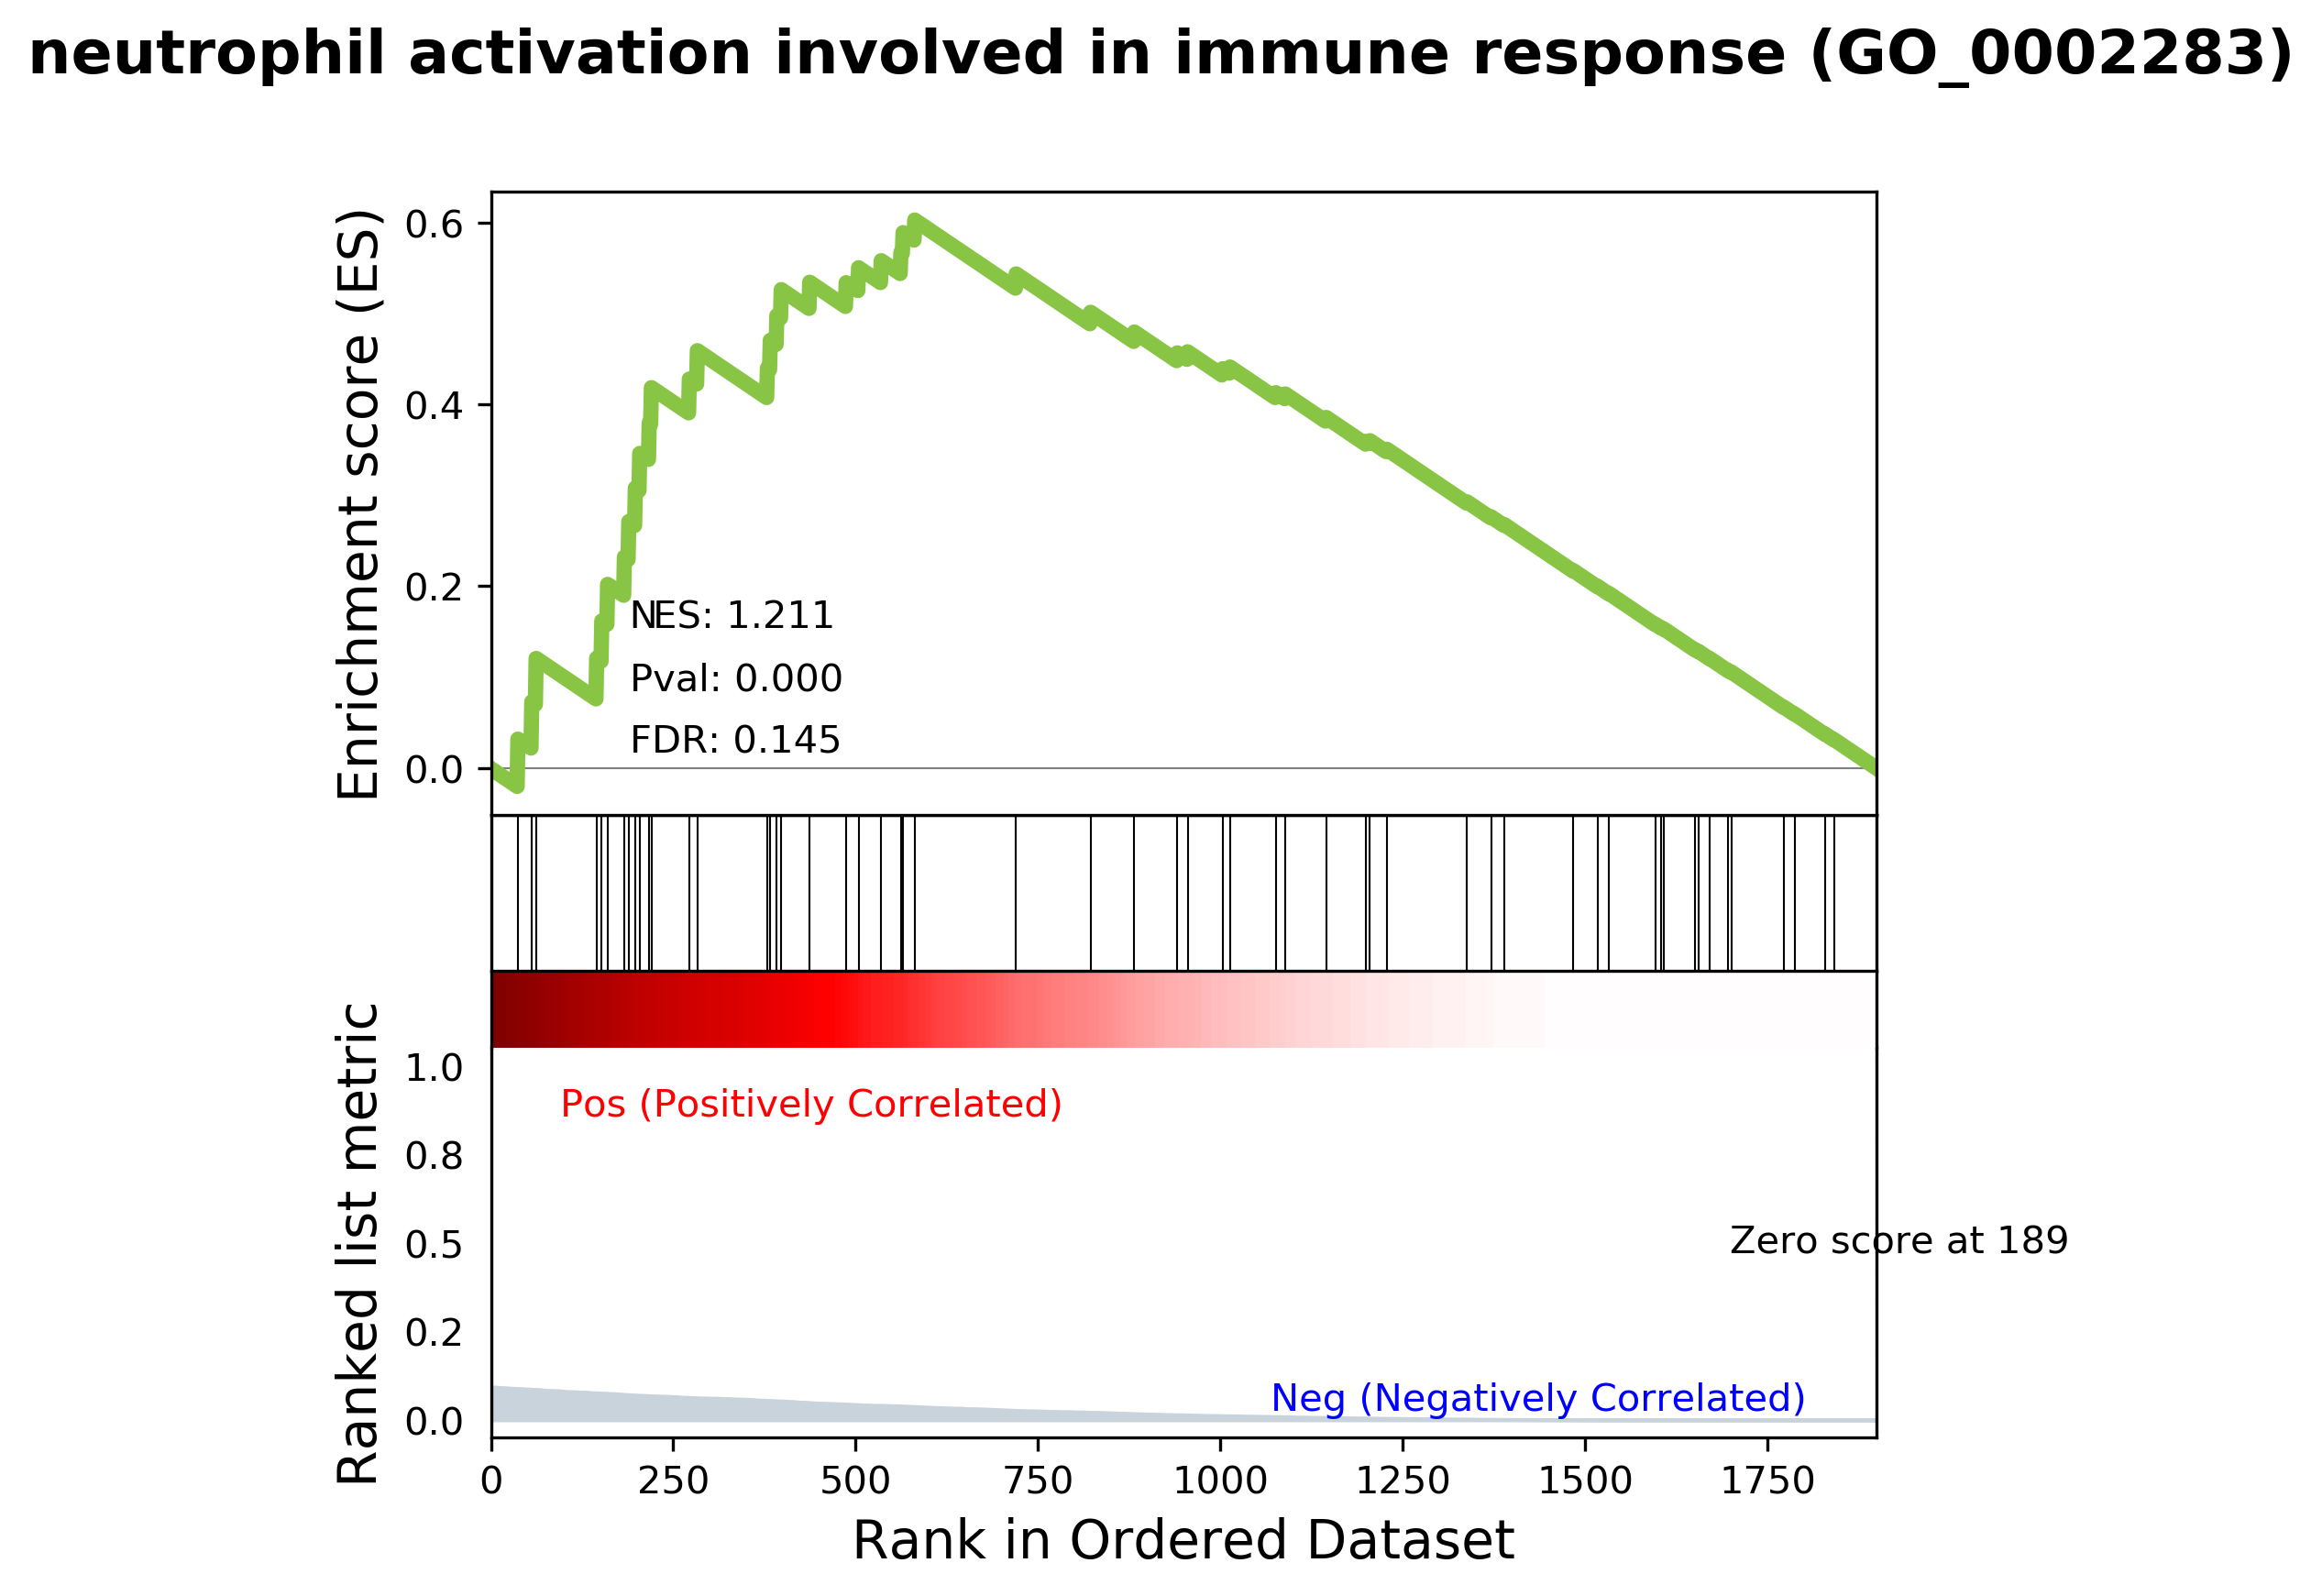 neutrophil activation involved in immune response (GO_0002283)
Enrichment score (ES)
0.6
0.4
0.2
0.0
NES: 1.211
Pval: 0.000
FDR: 0.145
Ranked list metric
1.0
0.8
0.5
0.2
0.0
Pos (Positively Correlated)
Zero score at 189
Neg (Negatively Correlated)
0 250 500 750 1000 1250 1500 1750
Rank in Ordered Dataset